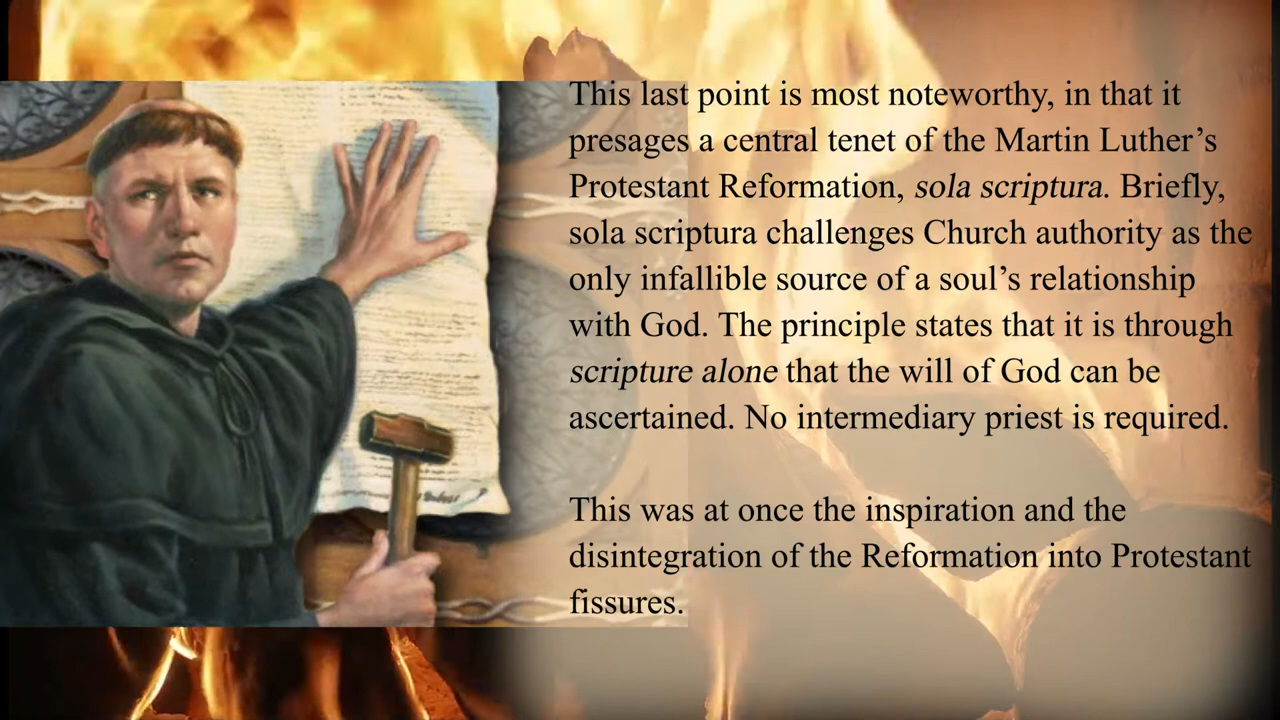 This last point is most noteworthy, in that it
presages a central tenet of the Martin Luther’s
Protestant Reformation, sola scriptura. Briefly,
sola scriptura challenges Church authority as the
only infallible source of a soul’s relationship
with God. The principle states that it is through
scripture alone that the will of God can be
ascertained. No intermediary priest is required.
This was at once the inspiration and the
disintegration of the Reformation into Protestant
fissures.